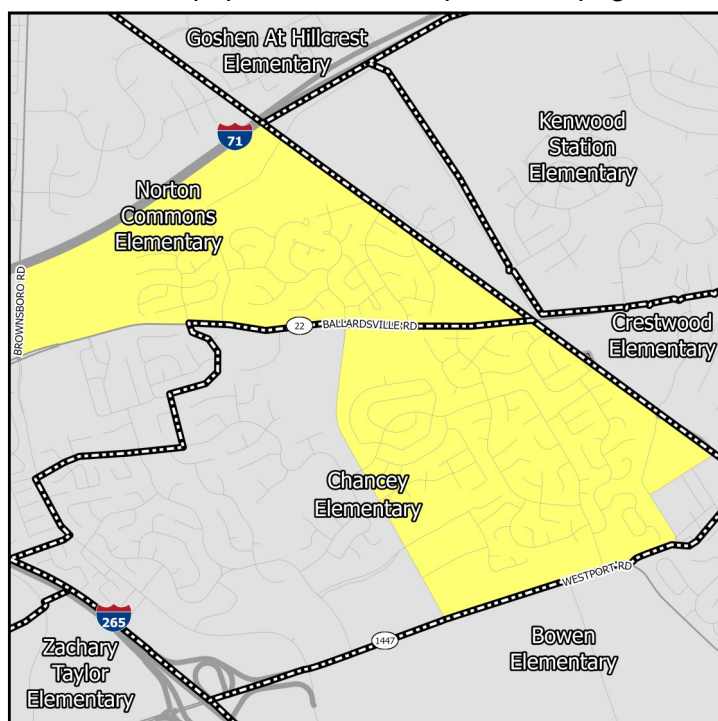 Goshen At Hillcrest
Elementary
71
Kenwood
Station
Elementary
Norton
Commons
Elementary
BROWNSBORO RD
22
BALLARDSVILLE RD
Crestwood
Elementary
Chancey
Elementary
WESTPORT RD
265
1447
Bowen
Elementary
Zachary
Taylor
Elementary